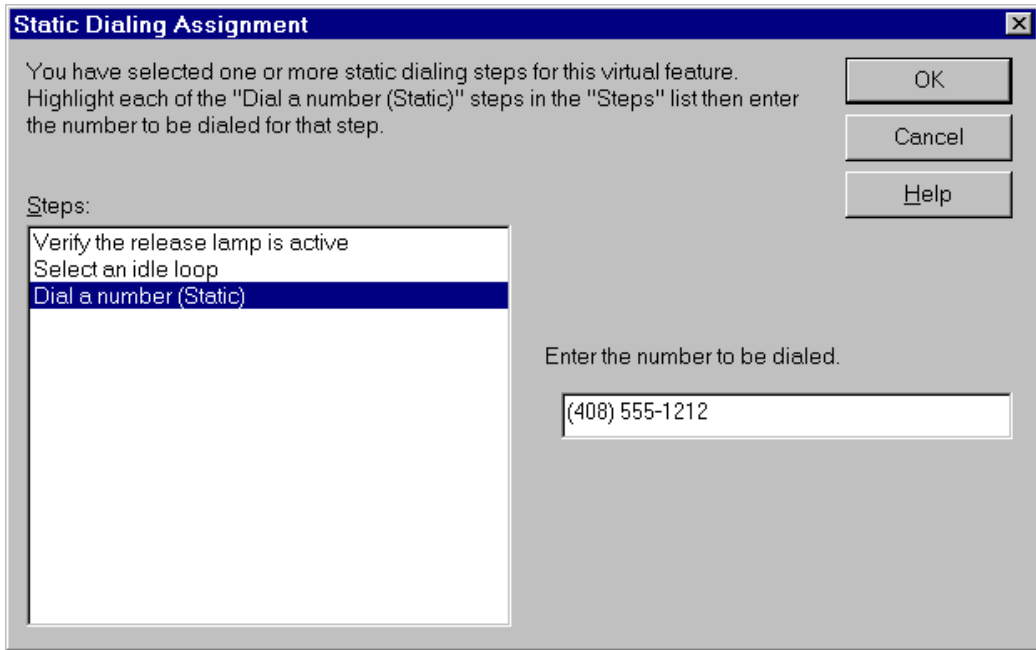 Static Dialing Assignment
You have selected one or more static dialing steps for this virtual feature.
Highlight each of the "Dial a number (Static)" steps in the "Steps" list then enter
the number to be dialed for that step.
OK
Cancel
Help
Steps:
Verify the release lamp is active
Select an idle loop
Dial a number (Static)
Enter the number to be dialed.
(408) 555-1212